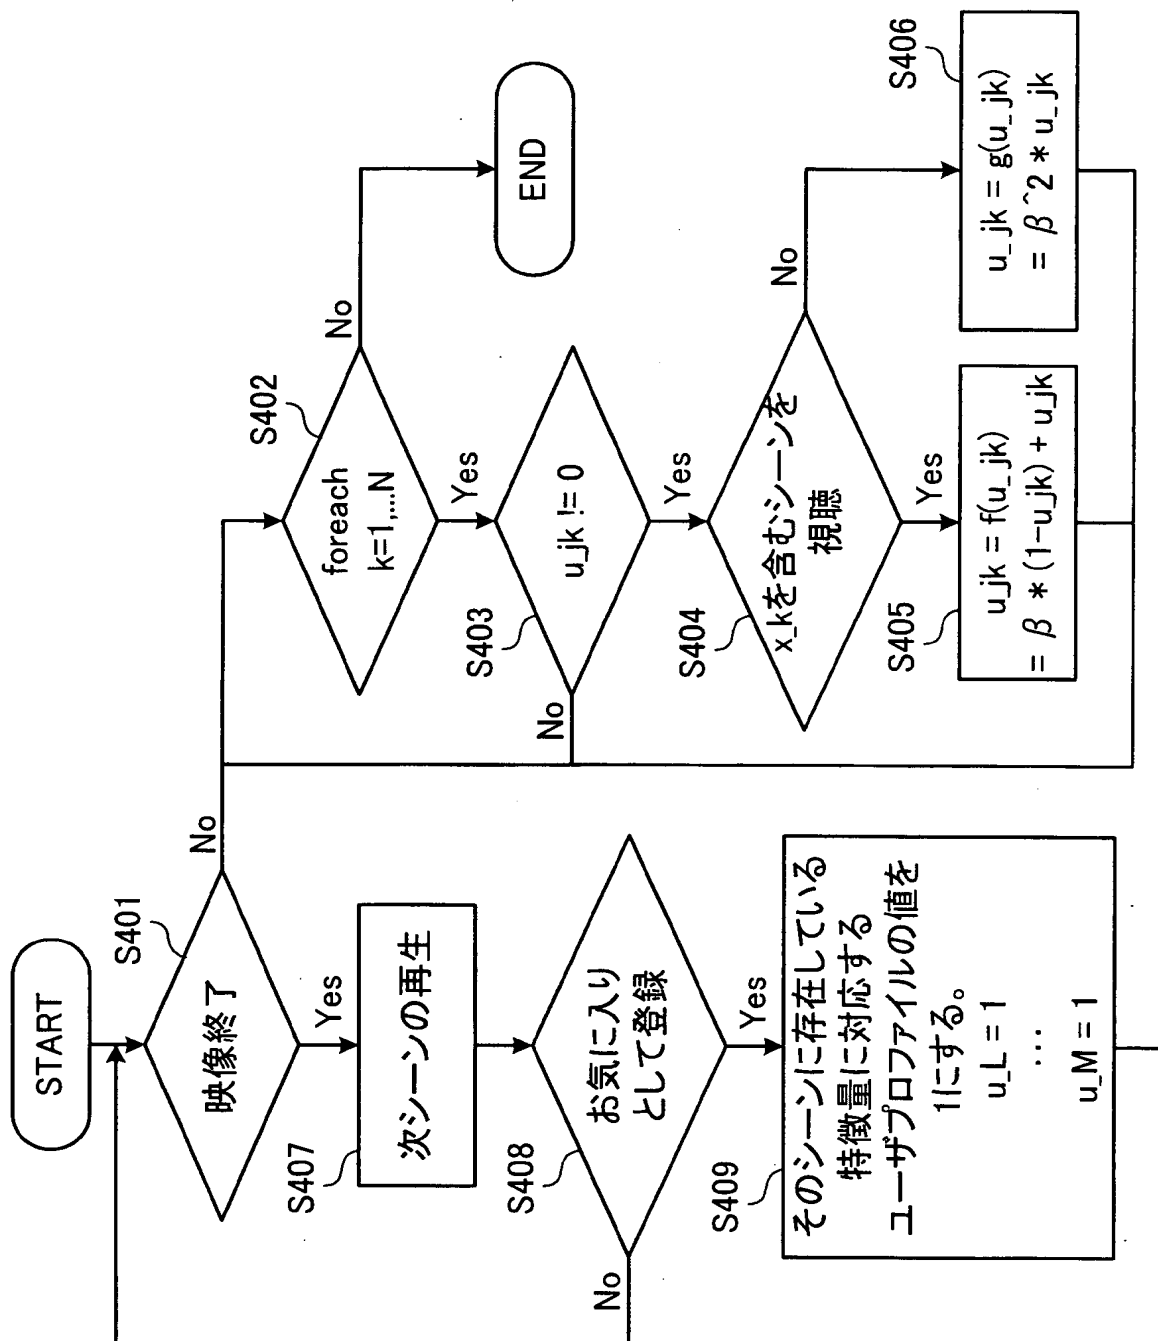 START
S401
映像終了
No
Yes
S407
次シーンの再生
S408
お気に入り
として登録
No
Yes
S409
そのシーンに存在している
特徴量に対応する
ユーザプロファイルの値を
1にする。
u_L = 1
...
u_M = 1
S402
foreach
k=1,...N
No
END
Yes
S403
u_jk != 0
No
Yes
S404
x_kを含むシーンを
視聴
No
Yes
S405
u_jk = f(u_jk)
= β * (1-u_jk) + u_jk
S406
u_jk = g(u_jk)
= β^2 * u_jk